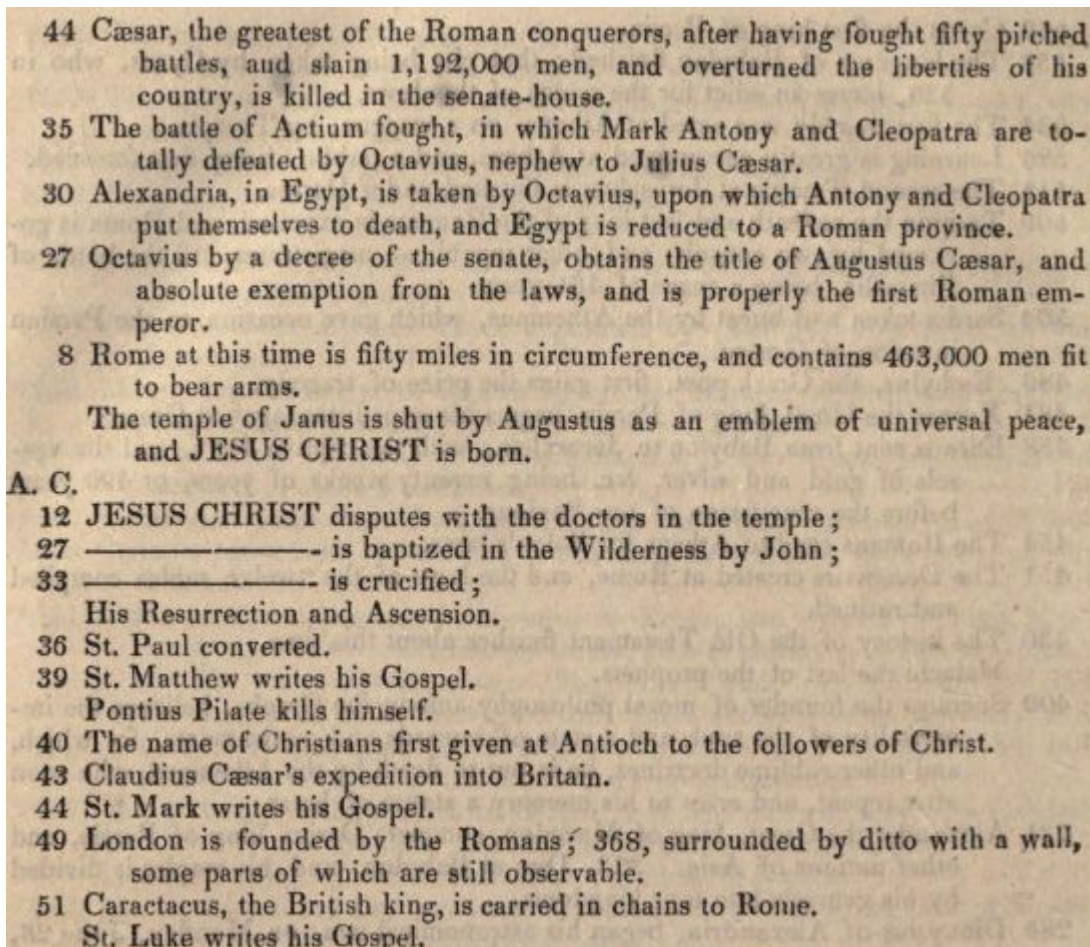 44 Cæsar, the greatest of the Roman conquerors, after having fought fifty pitched
battles, aud slain 1,192,000 men, and overturned the liberties of his
country, is killed in the senate-house.
35 The battle of Actium fought, in which Mark Antony and Cleopatra are to-
tally defeated by Octavius, nephew to Julius Cæsar.
30 Alexandria, in Egypt, is taken by Octavius, upon which Antony and Cleopatra
put themselves to death, and Egypt is reduced to a Roman province.
27 Octavius by a decree of the senate, obtains the title of Augustus Cæsar, and
absolute exemption from the laws, and is properly the first Roman em-
peror.
8 Rome at this time is fifty miles in circumference, and contains 463,000 men fit
to bear arms.
The temple of Janus is shut by Augustus as an emblem of universal peace,
and JESUS CHRIST is born.
A. C.
12 JESUS CHRIST disputes with the doctors in the temple;
27 ——————— is baptized in the Wilderness by John;
33 ——————— is crucified;
His Resurrection and Ascension.
36 St. Paul converted.
39 St. Matthew writes his Gospel.
Pontius Pilate kills himself.
40 The name of Christians first given at Antioch to the followers of Christ.
43 Claudius Cæsar's expedition into Britain.
44 St. Mark writes his Gospel.
49 London is founded by the Romans; 368, surrounded by ditto with a wall,
some parts of which are still observable.
51 Caractacus, the British king, is carried in chains to Rome.
St. Luke writes his Gospel.